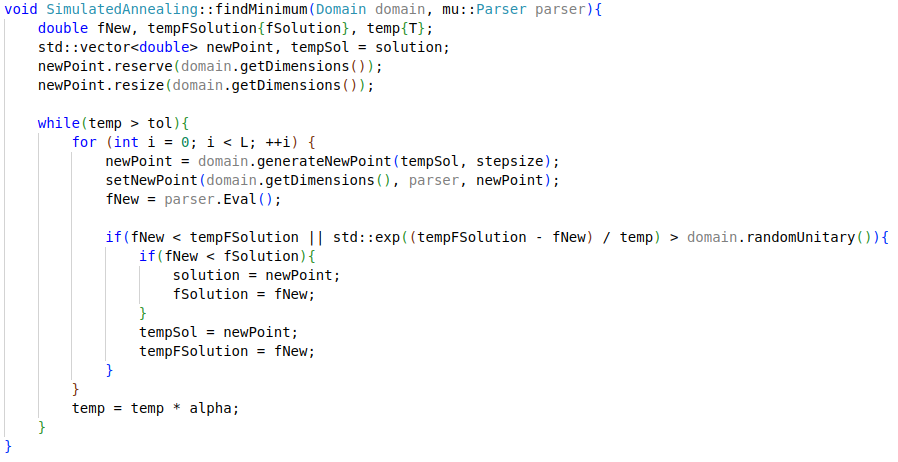 void SimulatedAnnealing::findMinimum(Domain domain, mu::Parser parser){
    double fNew, tempFSolution{fSolution}, temp{T};
    std::vector<double> newPoint, tempSol = solution;
    newPoint.reserve(domain.getDimensions());
    newPoint.resize(domain.getDimensions());

    while(temp > tol){
        for (int i = 0; i < L; ++i) {
            newPoint = domain.generateNewPoint(tempSol, stepsize);
            setNewPoint(domain.getDimensions(), parser, newPoint);
            fNew = parser.Eval();

            if(fNew < tempFSolution || std::exp((tempFSolution - fNew) / temp) > domain.randomUnitary()){
                if(fNew < fSolution){
                    solution = newPoint;
                    fSolution = fNew;
                }
                tempSol = newPoint;
                tempFSolution = fNew;
            }
        }
        temp = temp * alpha;
    }
}